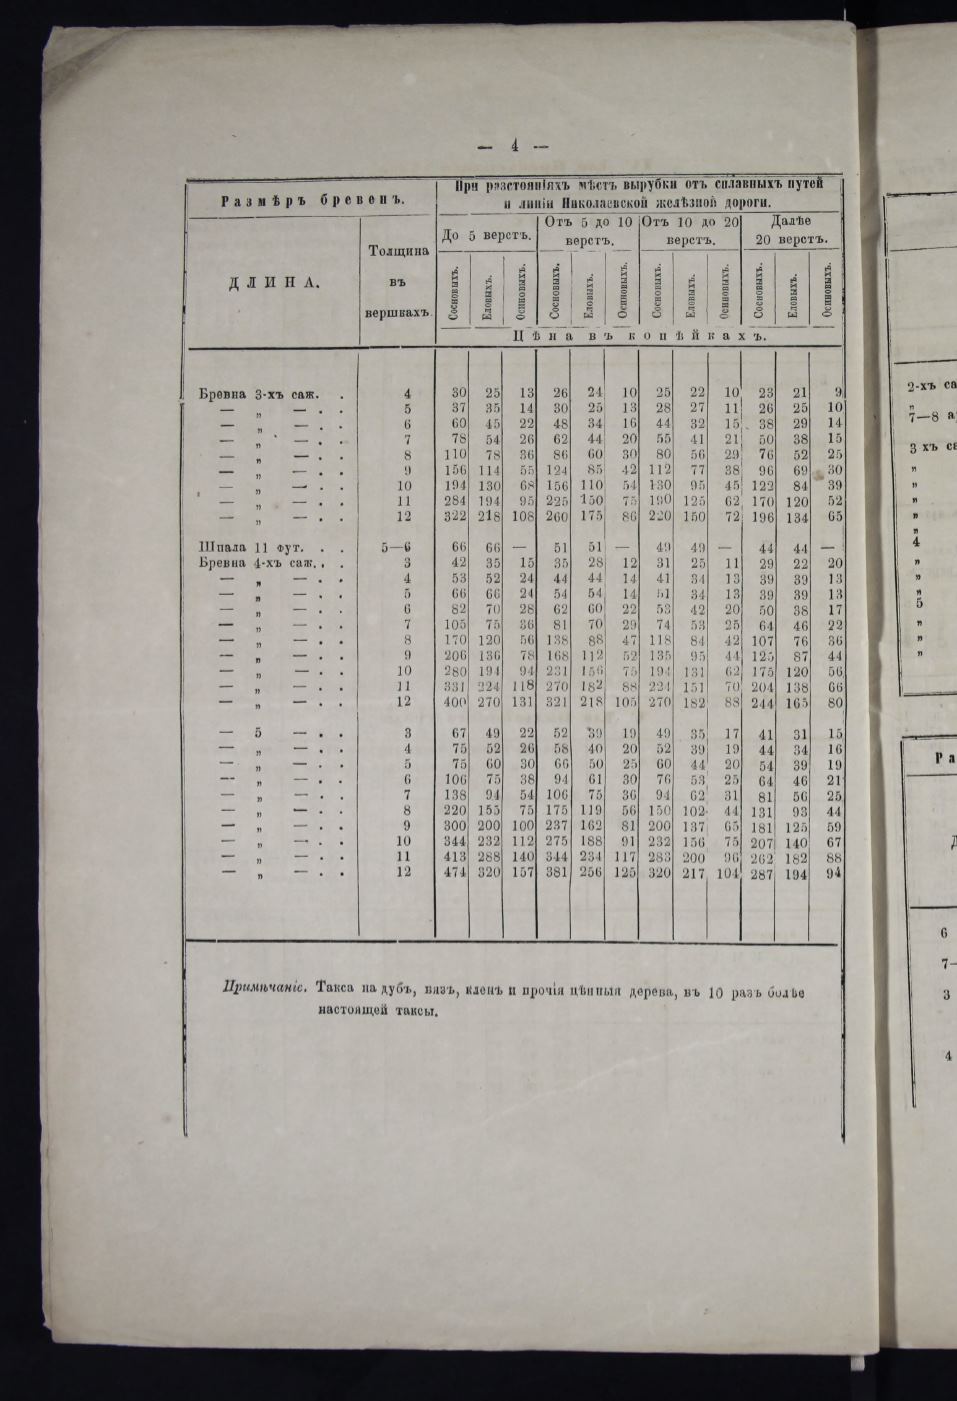 — 4 —
Размѣръ бревенъ.
При разстояніяхъ мѣстъ вырубки отъ сплавныхъ путей
и линіи Николаевской желѣзной дороги.
ДЛИНА.
Толщина
въ
вершкахъ.
До 5 верстъ.
Отъ 5 до 10
верстъ.
Отъ 10 до 20
верстъ.
Далѣе
20 верстъ.
Сосновыхъ. Еловыхъ. Осиновыхъ. Сосновыхъ. Еловыхъ. Осиновыхъ. Сосновыхъ. Еловыхъ. Осиновыхъ. Сосновыхъ. Еловыхъ. Осиновыхъ.
Цѣна въ копѣйкахъ.
Бревна 3-хъ саж. . 4 30 25 13 26 24 10 25 22 10 23 21 9
— „ — . . 5 37 35 14 30 25 13 28 27 11 26 25 10
— „ — . . 6 60 45 22 48 34 16 44 32 15 38 29 14
— „ — . . 7 78 54 26 62 44 20 55 41 21 50 38 15
— „ — . . 8 110 78 36 86 60 30 80 56 29 76 52 25
— „ — . . 9 156 114 55 124 85 42 112 77 38 96 69 30
— „ — . . 10 194 130 68 156 110 54 130 95 45 122 84 39
— „ — . . 11 284 194 95 225 150 75 190 125 62 170 120 52
— „ — . . 12 322 218 108 260 175 86 220 150 72 196 134 65
Шпала 11 фут. . . 5—6 66 66 — 51 51 — 49 49 — 44 44 —
Бревна 4-хъ саж. . . 3 42 35 15 35 28 12 31 25 11 29 22 20
— „ — . . 4 53 52 24 44 44 14 41 34 13 39 39 13
— „ — . . 5 66 66 24 54 54 14 51 34 13 39 39 13
— „ — . . 6 82 70 28 62 60 22 53 42 20 50 38 17
— „ — . . 7 105 75 36 81 70 29 74 53 25 64 46 22
— „ — . . 8 170 120 56 138 88 47 118 84 42 107 76 36
— „ — . . 9 206 136 78 168 112 52 135 95 44 125 87 44
— „ — . . 10 280 194 94 231 156 75 194 131 62 175 120 56
— „ — . . 11 331 224 118 270 182 88 224 151 70 204 138 66
— „ — . . 12 400 270 131 321 218 105 270 182 88 244 165 80
— 5 — . . 3 67 49 22 52 39 19 49 35 17 41 31 15
— „ — . . 4 75 52 26 58 40 20 52 39 19 44 34 16
— „ — . . 5 75 60 30 66 50 25 60 44 20 54 39 19
— „ — . . 6 106 75 38 94 61 30 76 53 25 64 46 21
— „ — . . 7 138 94 54 106 75 36 94 62 31 81 56 25
— „ — . . 8 220 155 75 175 119 56 150 102 44 131 93 44
— „ — . . 9 300 200 100 237 162 81 200 137 65 181 125 59
— „ — . . 10 344 232 112 275 188 91 232 156 75 207 140 67
— „ — . . 11 413 288 140 344 234 117 283 200 96 262 182 88
— „ — . . 12 474 320 157 381 256 125 320 217 104 287 194 94
Примѣчаніе. Такса на дубъ, вязъ, кленъ и прочія цѣнныя дерева, въ 10 разъ болѣе
настоящей таксы.
2-хъ са
„
7—8 а
3 хъ са
„
„
„
„
„
4
„
„
„
5
„
„
„
Ра
Д
6
7—
3
4